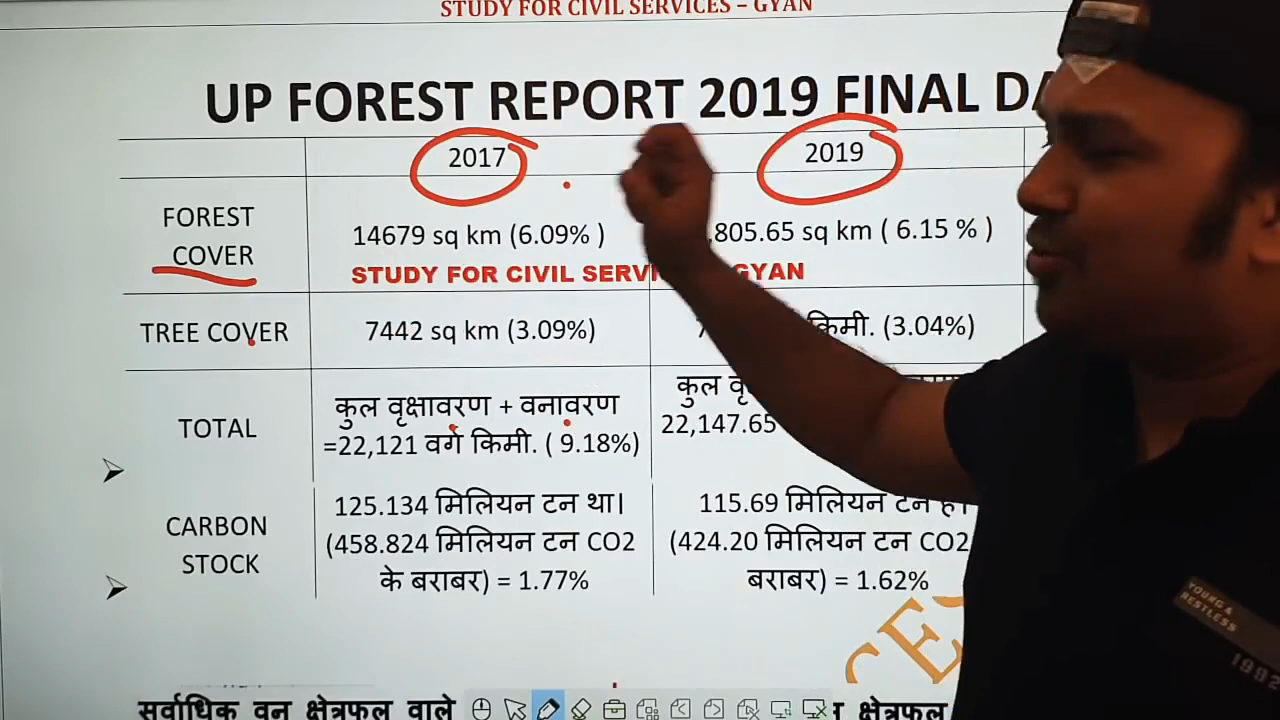 STUDY FOR CIVIL SERVICES – GYAN
UP FOREST REPORT 2019 FINAL
2017 2019
FOREST COVER 14679 sq km (6.09% ) 805.65 sq km ( 6.15 % )
STUDY FOR CIVIL GYAN
TREE COVER 7442 sq km (3.09%) किमी. (3.04%)
TOTAL कुल वृक्षावरण + वनावरण कुल
=22,121 वर्ग किमी. ( 9.18%) 22,147.65
CARBON STOCK 125.134 मिलियन टन था। 115.69 मिलियन टन
(458.824 मिलियन टन CO2 (424.20 मिलियन टन CO2
के बराबर) = 1.77% बराबर) = 1.62%
सर्वाधिक वन क्षेत्रफल वाले क्षेत्रफल
YOUNG &
RESTLESS
1992